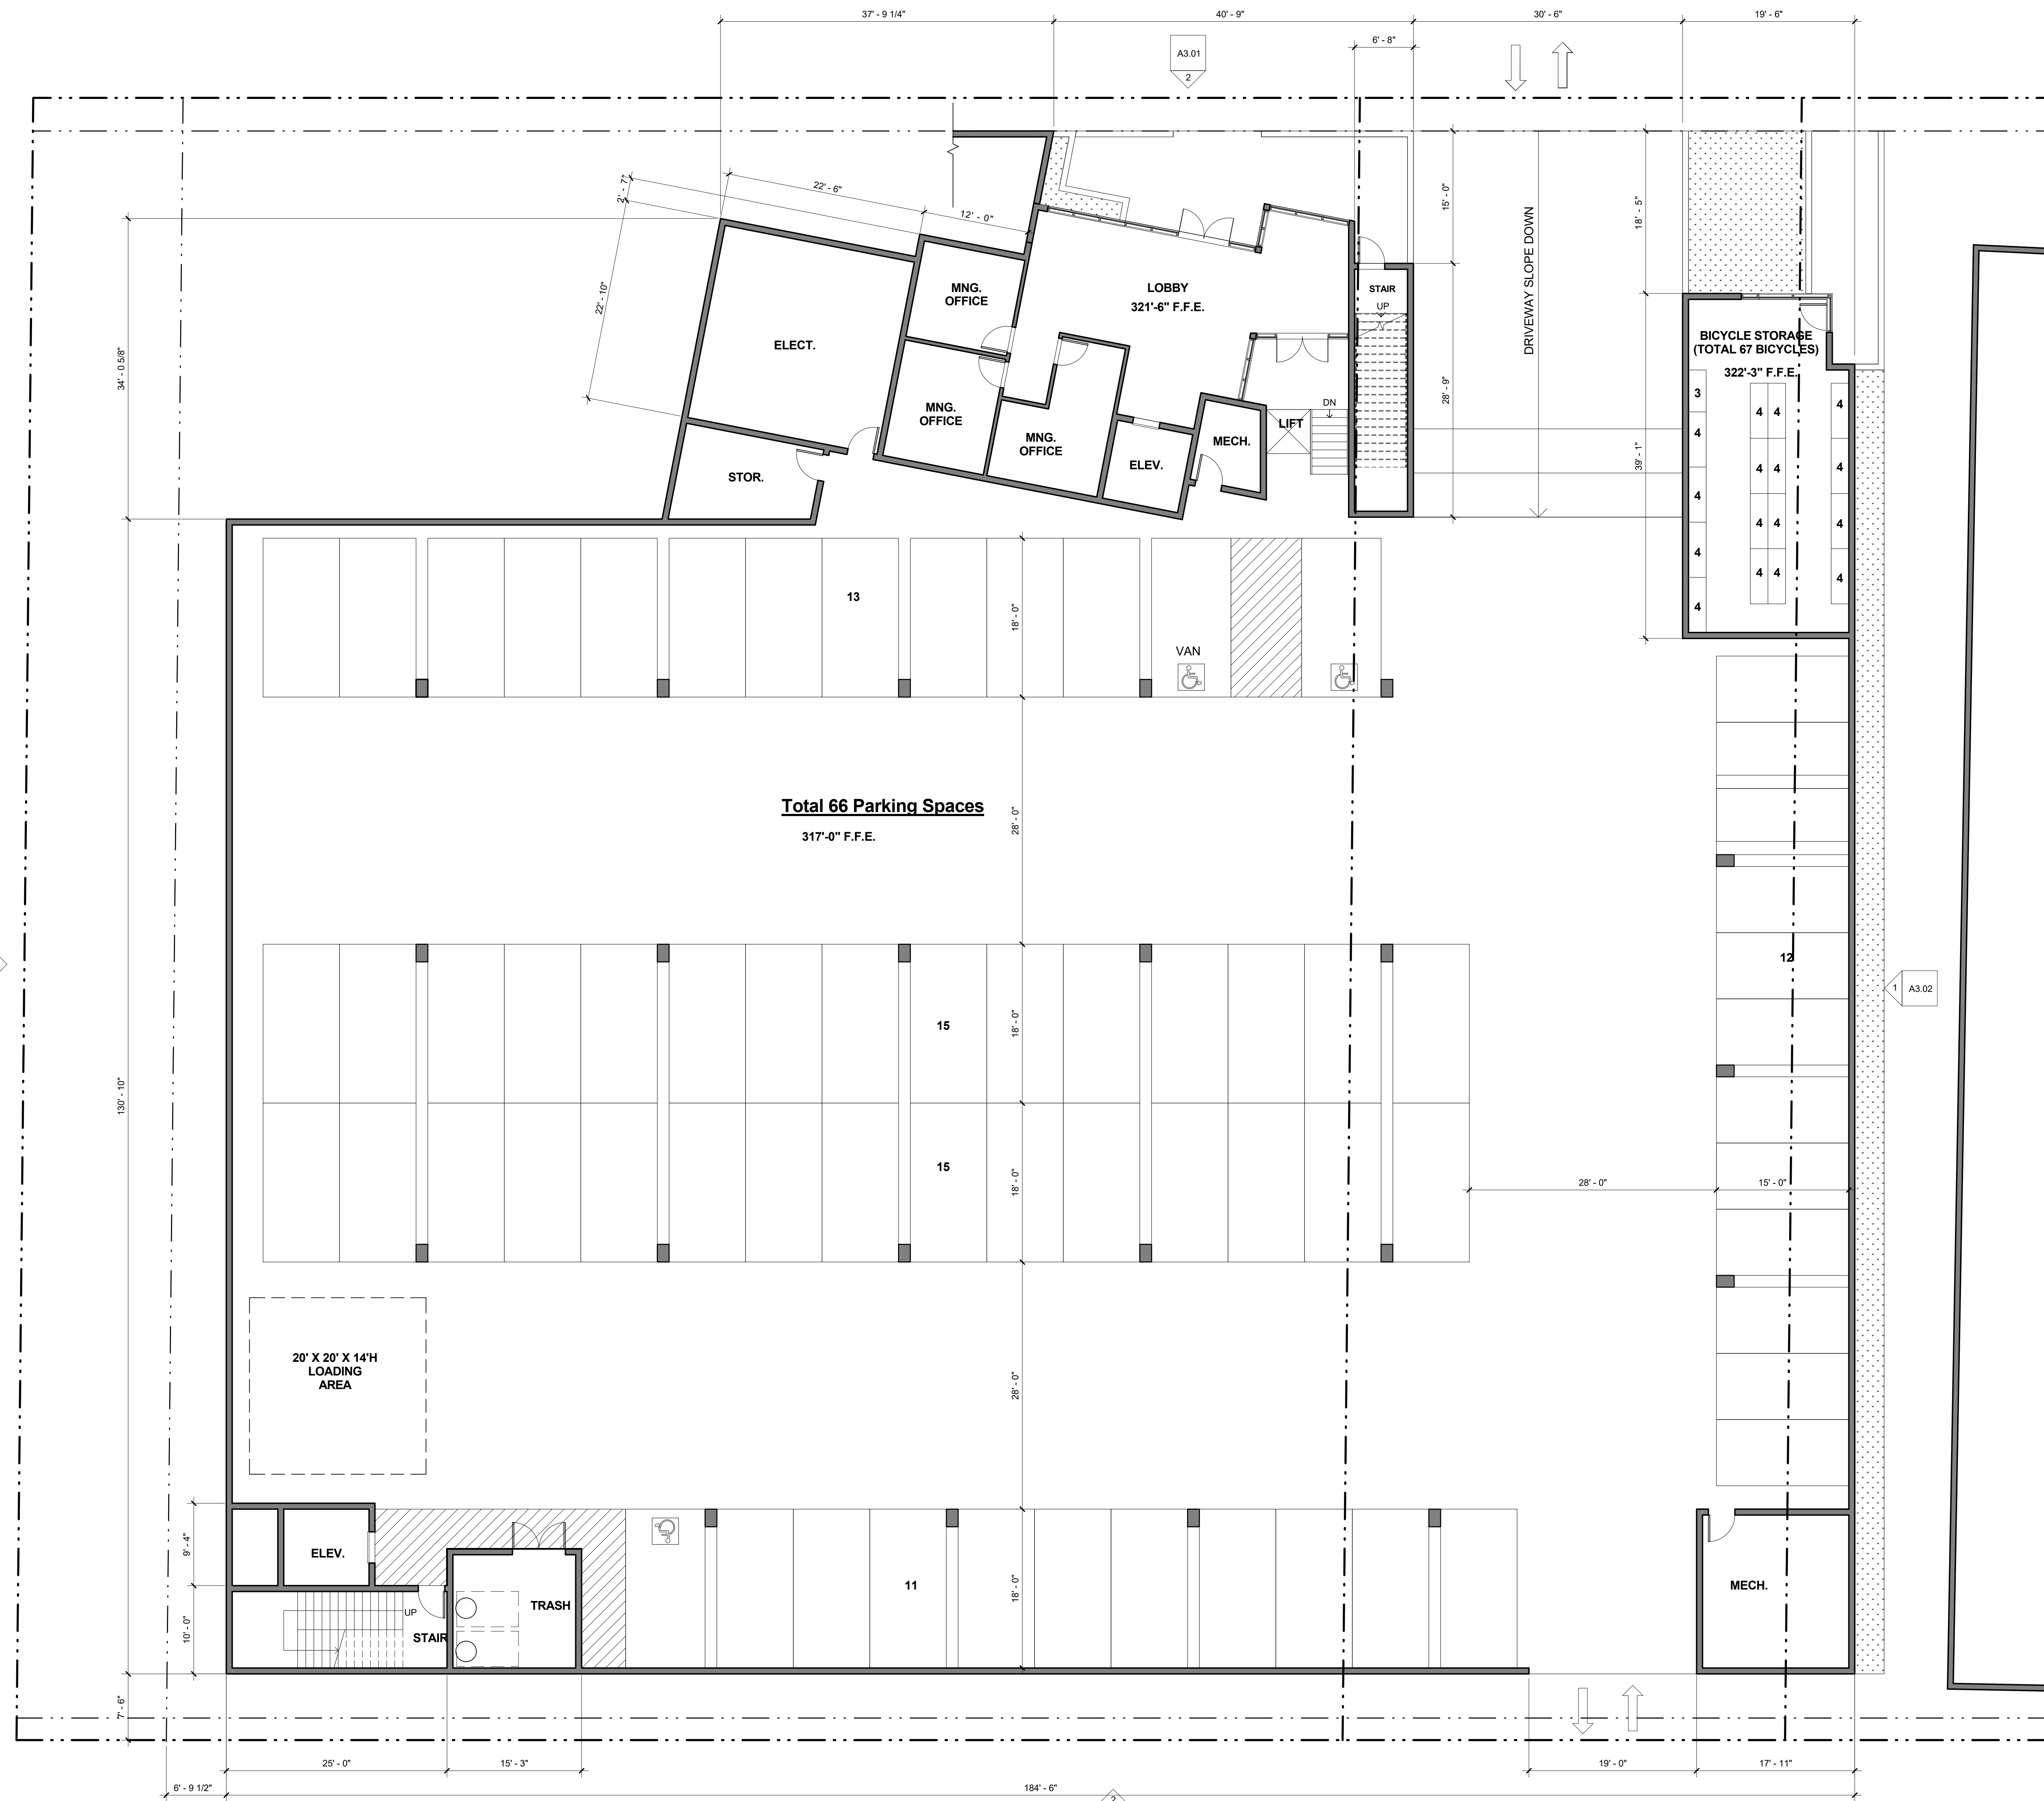 37' - 9 1/4"
40' - 9"
30' - 6"
19' - 6"
6' - 8"
A3.01
2
2' - 7"
22' - 6"
12' - 0"
22' - 10"
34' - 0 5/8"
15' - 0"
28' - 9"
18' - 5"
39' - 1"
DRIVEWAY SLOPE DOWN
MNG.
OFFICE
LOBBY
321'-6" F.F.E.
STAIR
UP
ELECT.
MNG.
OFFICE
MNG.
OFFICE
STOR.
ELEV.
MECH.
LIFT
DN
BICYCLE STORAGE
(TOTAL 67 BICYCLES)
322'-3" F.F.E.
3
4
4
4
4
4 4
4 4
4 4
4 4
4
4
4
4
13
18' - 0"
VAN
Total 66 Parking Spaces
317'-0" F.F.E.
28' - 0"
12
1
A3.02
15
18' - 0"
130' - 10"
15
18' - 0"
28' - 0"
15' - 0"
20' X 20' X 14'H
LOADING
AREA
28' - 0"
9' - 4"
ELEV.
10' - 0"
UP
STAIR
TRASH
11
18' - 0"
MECH.
7' - 6"
25' - 0"
15' - 3"
19' - 0"
17' - 11"
6' - 9 1/2"
184' - 6"
2